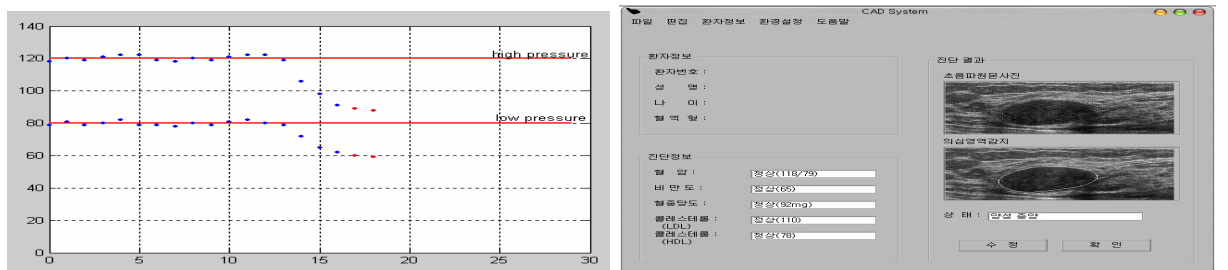 140
120
100
80
60
40
20
0
0 5 10 15 20 25 30
high pressure
low pressure
CAD System
파일 편집 환자정보 환경설정 도움말
환자정보
환자번호 :
성 명 :
나 이 :
혈 액 형 :
진단정보
혈 압 : 정상(118/79)
비 만 도 : 정상(65)
혈중당도 : 정상(92mg)
콜레스테롤 : 정상(110)
(LDL)
콜레스테롤 : 정상(78)
(HDL)
진단 결과
초음파원본사진
의심영역감지
상 태 : 양성 종양
수 정 확 인